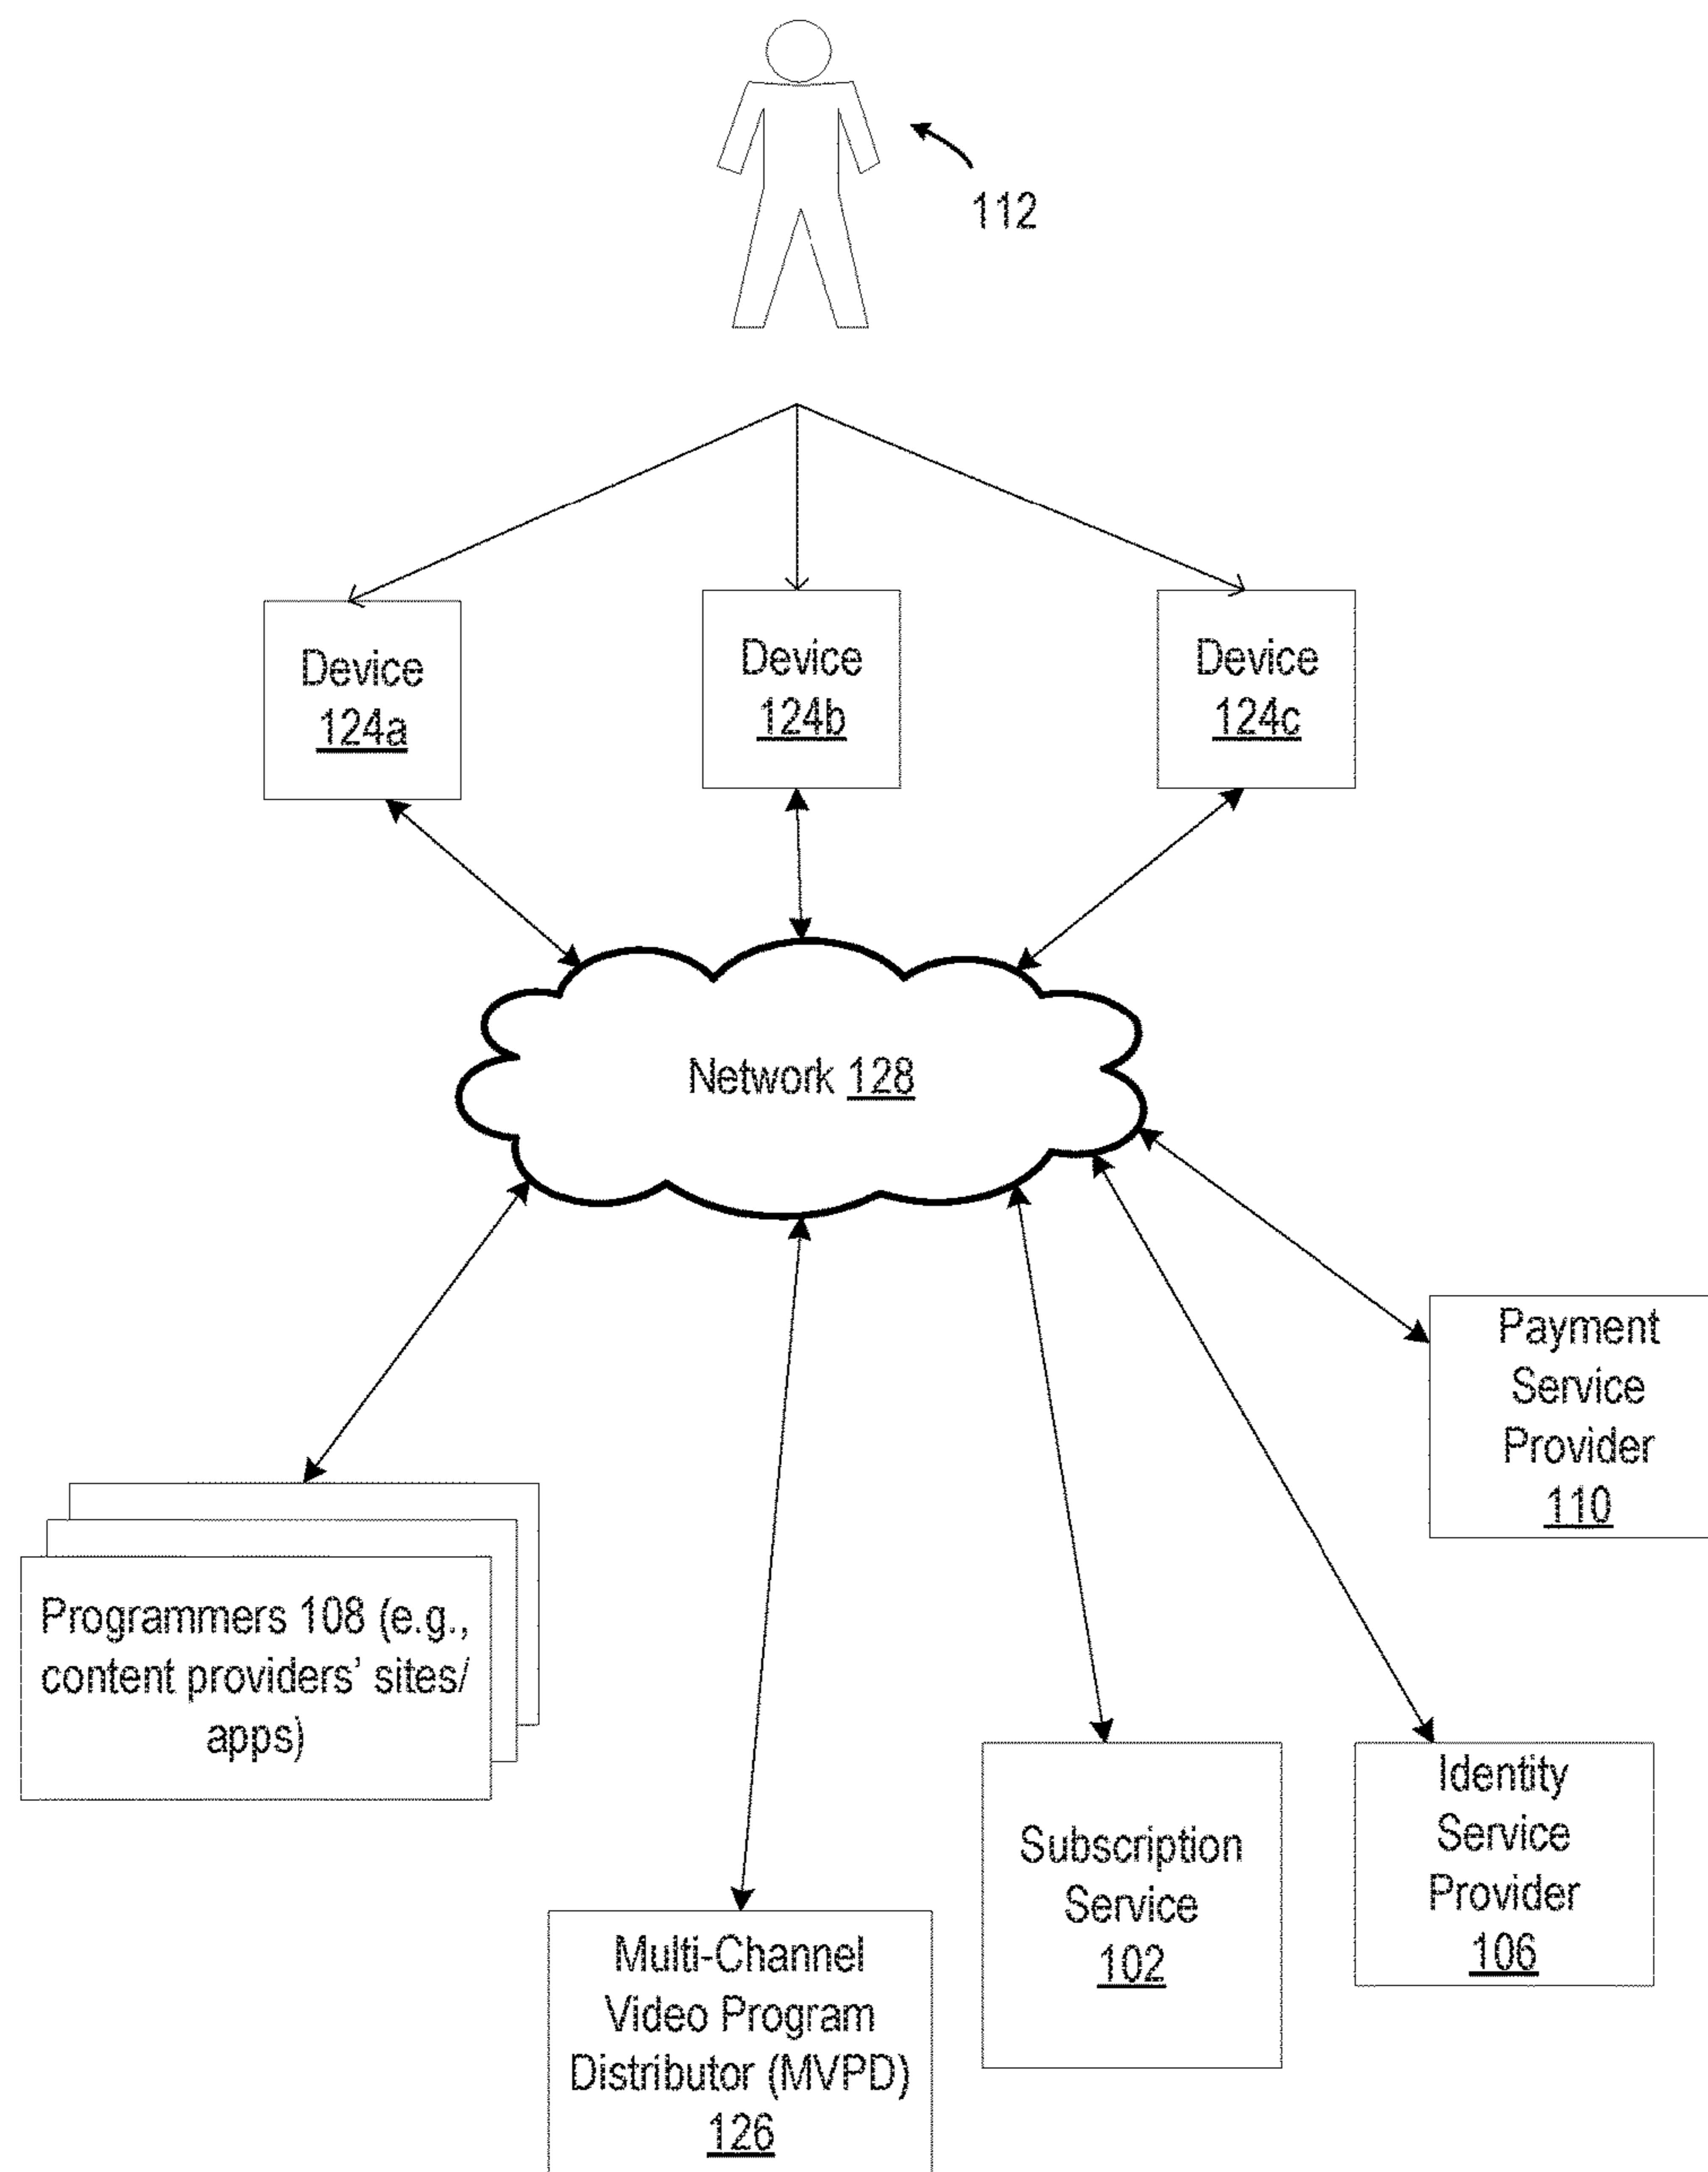 112
Device
124a
Device
124b
Device
124c
Network 128
Payment
Service
Provider
110
Programmers 108 (e.g.,
content providers’ sites/
apps)
Identity
Service
Provider
106
Subscription
Service
102
Multi-Channel
Video Program
Distributor (MVPD)
126